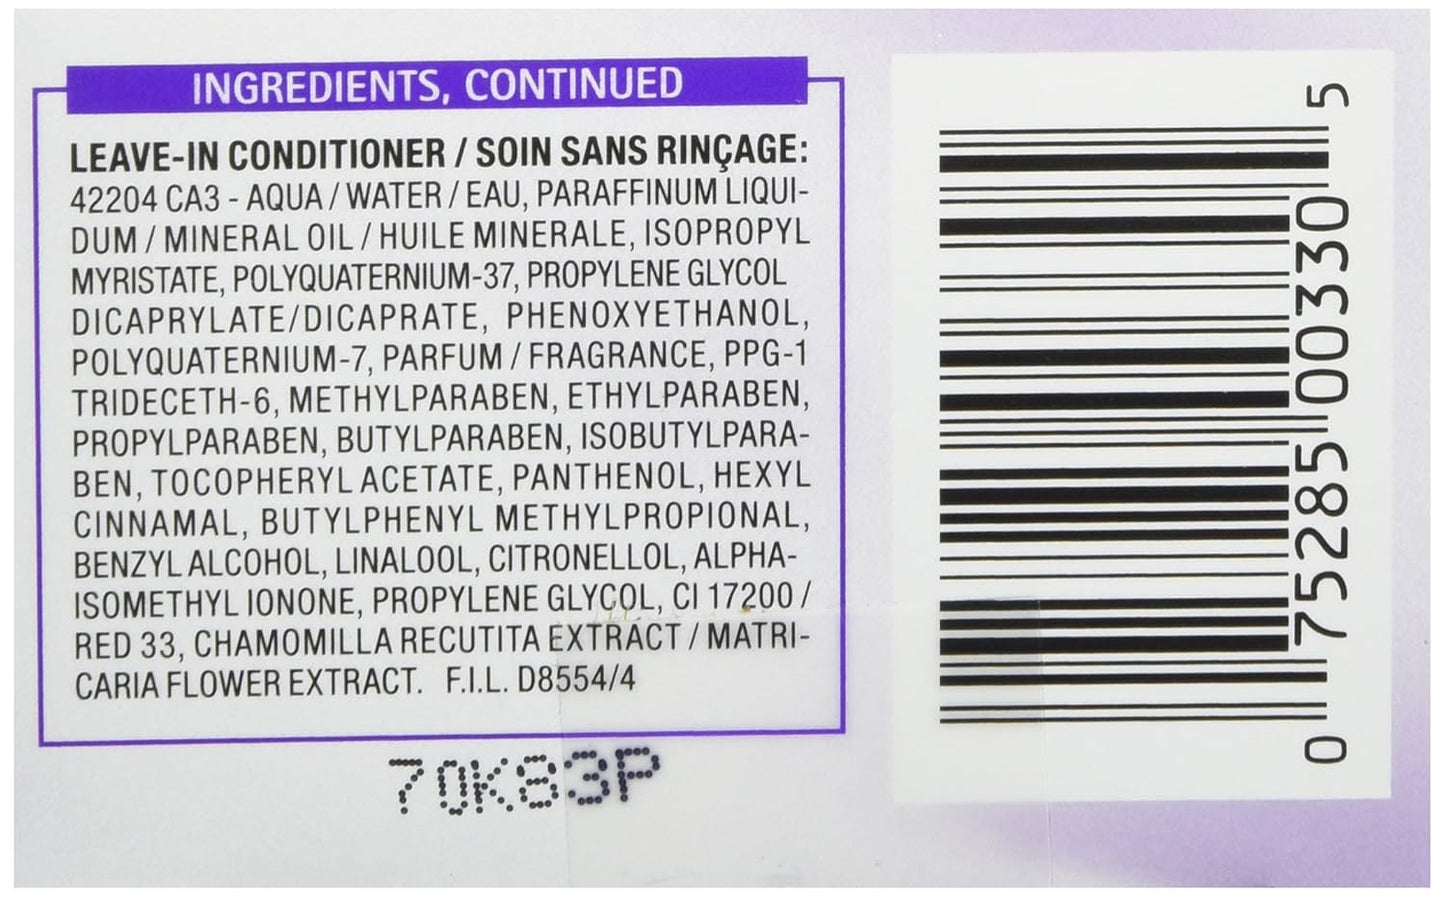 INGREDIENTS, CONTINUED
LEAVE-IN CONDITIONER / SOIN SANS RINÇAGE:
42204 CA3 - AQUA / WATER / EAU, PARAFFINUM LIQUI-
DUM / MINERAL OIL / HUILE MINERALE, ISOPROPYL
MYRISTATE, POLYQUATERNIUM-37, PROPYLENE GLYCOL
DICAPRYLATE/DICAPRATE, PHENOXYETHANOL,
POLYQUATERNIUM-7, PARFUM / FRAGRANCE, PPG-1
TRIDECETH-6, METHYLPARABEN, ETHYLPARABEN,
PROPYLPARABEN, BUTYLPARABEN, ISOBUTYLPARA-
BEN, TOCOPHERYL ACETATE, PANTHENOL, HEXYL
CINNAMAL, BUTYLPHENYL METHYLPROPIONAL,
BENZYL ALCOHOL, LINALOOL, CITRONELLOL, ALPHA-
ISOMETHYL IONONE, PROPYLENE GLYCOL, CI 17200 /
RED 33, CHAMOMILLA RECUTITA EXTRACT / MATRI-
CARIA FLOWER EXTRACT. F.I.L. D8554/4
70K83P
0 75285 00330 5